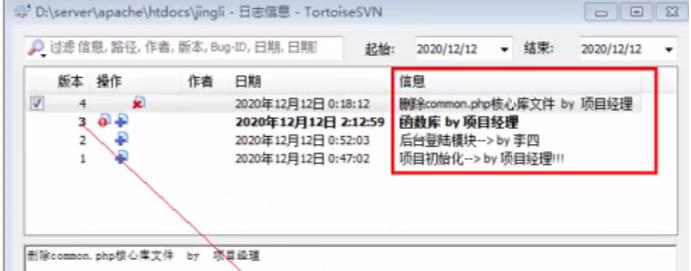 D:\server\apache\htdocs\jingli - 日志信息 - TortoiseSVN
过滤 信息, 路径, 作者, 版本, Bug-ID, 日期, 日期 起始: 2020/12/12 结束: 2020/12/12
版本 操作 作者 日期 信息
4 2020年12月12日 0:18:12 删除common.php核心库文件 by 项目经理
3 2020年12月12日 2:12:59 函数库 by 项目经理
2 2020年12月12日 0:52:03 后台登陆模块--> by 李四
1 2020年12月12日 0:47:02 项目初始化--> by 项目经理!!!
删除common.php核心库文件 by 项目经理